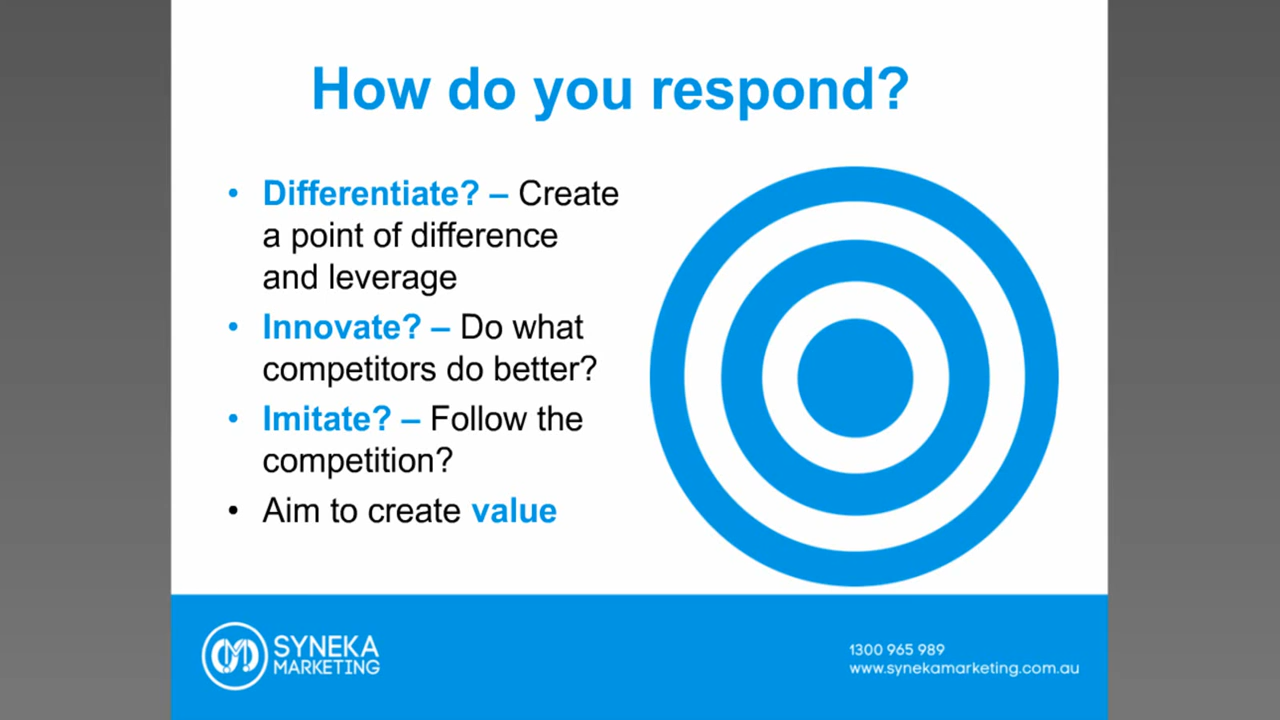 How do you respond?
• Differentiate? – Create
a point of difference
and leverage
• Innovate? – Do what
competitors do better?
• Imitate? – Follow the
competition?
• Aim to create value
SYNEKA
MARKETING
1300 965 989
www.synekamarketing.com.au